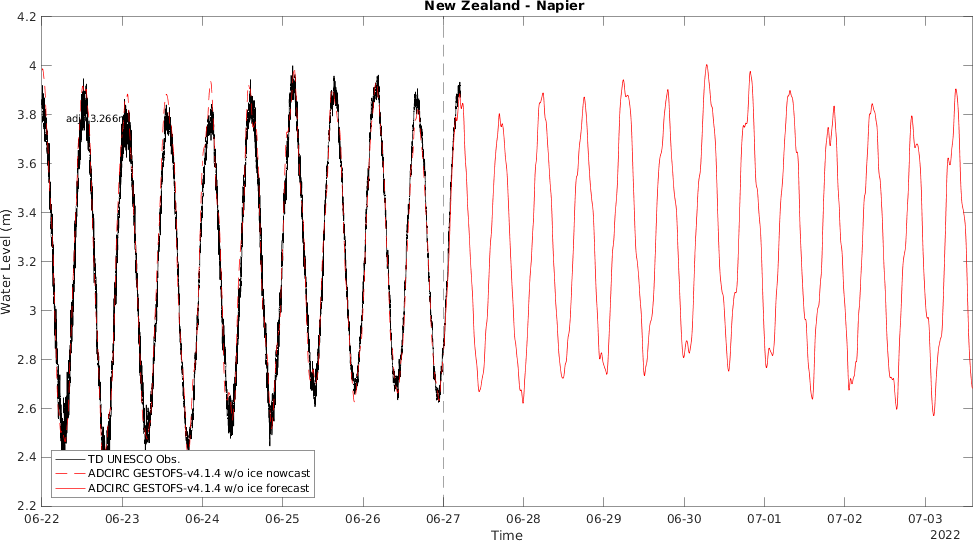 New Zealand - Napier
4.2
4
3.8
3.6
3.4
3.2
3
2.8
2.6
2.4
2.2
Water Level (m)
3.266m
TD UNESCO Obs.
ADCIRC GESTOFS-v4.1.4 w/o ice nowcast
ADCIRC GESTOFS-v4.1.4 w/o ice forecast
06-22 06-23 06-24 06-25 06-26 06-27 06-28 06-29 06-30 07-01 07-02 07-03
Time
2022